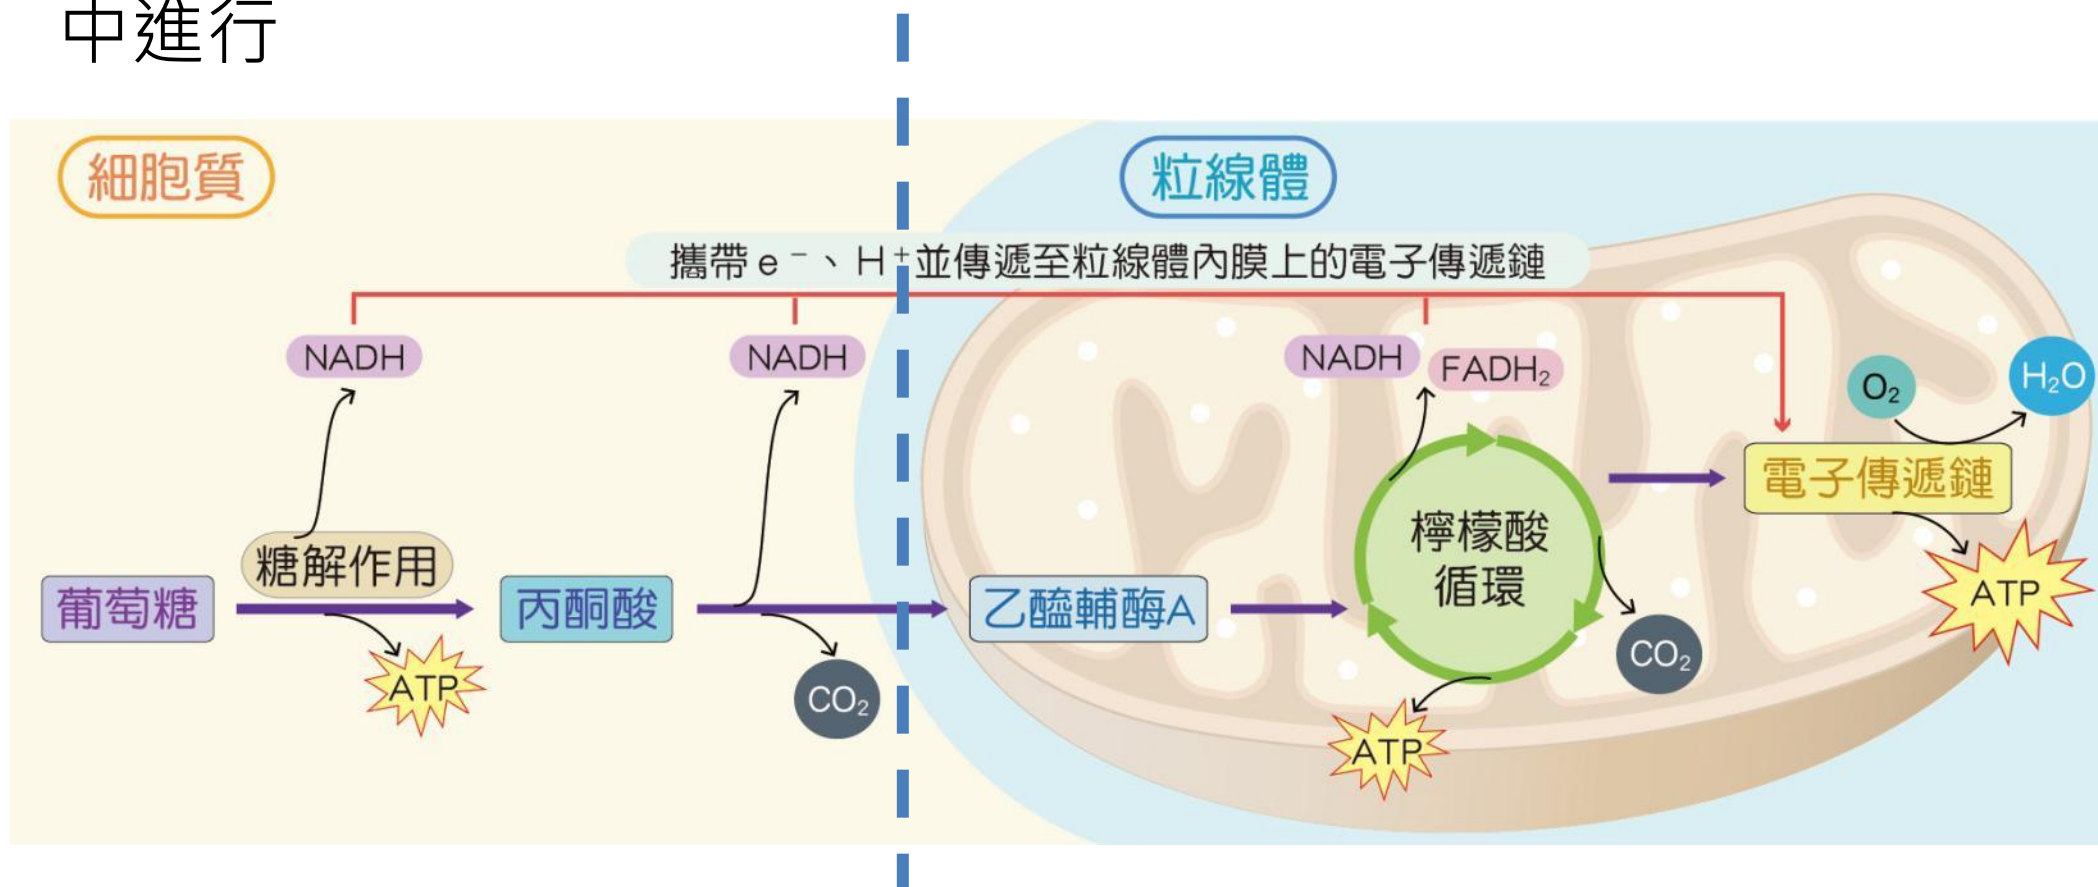 中進行
細胞質
粒線體
攜帶e⁻、H⁺並傳遞至粒線體內膜上的電子傳遞鏈
NADH
NADH
NADH
FADH₂
O₂
H₂O
電子傳遞鏈
糖解作用
檸檬酸
循環
葡萄糖
丙酮酸
乙醯輔酶A
ATP
CO₂
ATP
CO₂
ATP